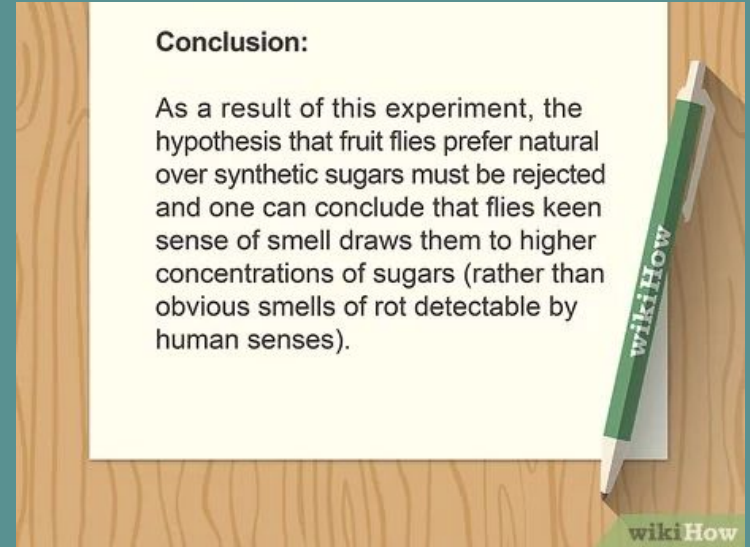 Conclusion:
As a result of this experiment, the
hypothesis that fruit flies prefer natural
over synthetic sugars must be rejected
and one can conclude that flies keen
sense of smell draws them to higher
concentrations of sugars (rather than
obvious smells of rot detectable by
human senses).
wikiHow
wikiHow